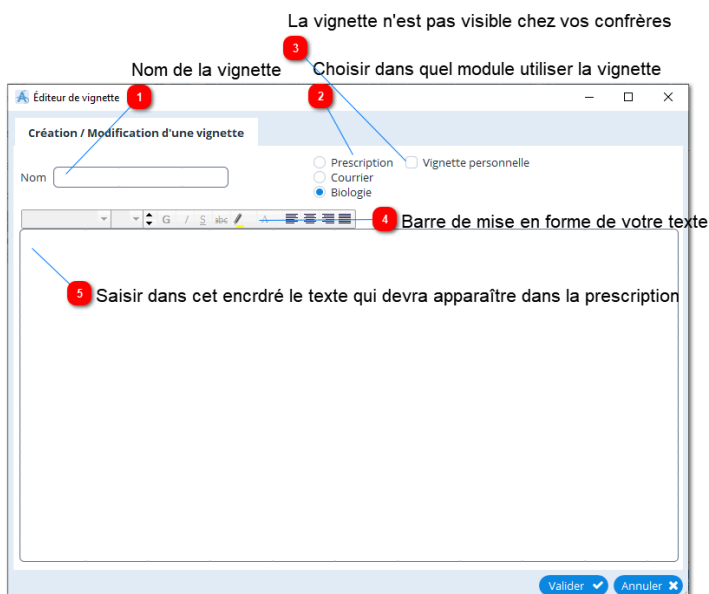 La vignette n'est pas visible chez vos confrères
3
Nom de la vignette
Choisir dans quel module utiliser la vignette
Éditeur de vignette
1
2
Création / Modification d'une vignette
Nom
Prescription
Vignette personnelle
Courrier
Biologie
G / S abc A
4
Barre de mise en forme de votre texte
5
Saisir dans cet encrdré le texte qui devra apparaître dans la prescription
Valider
Annuler